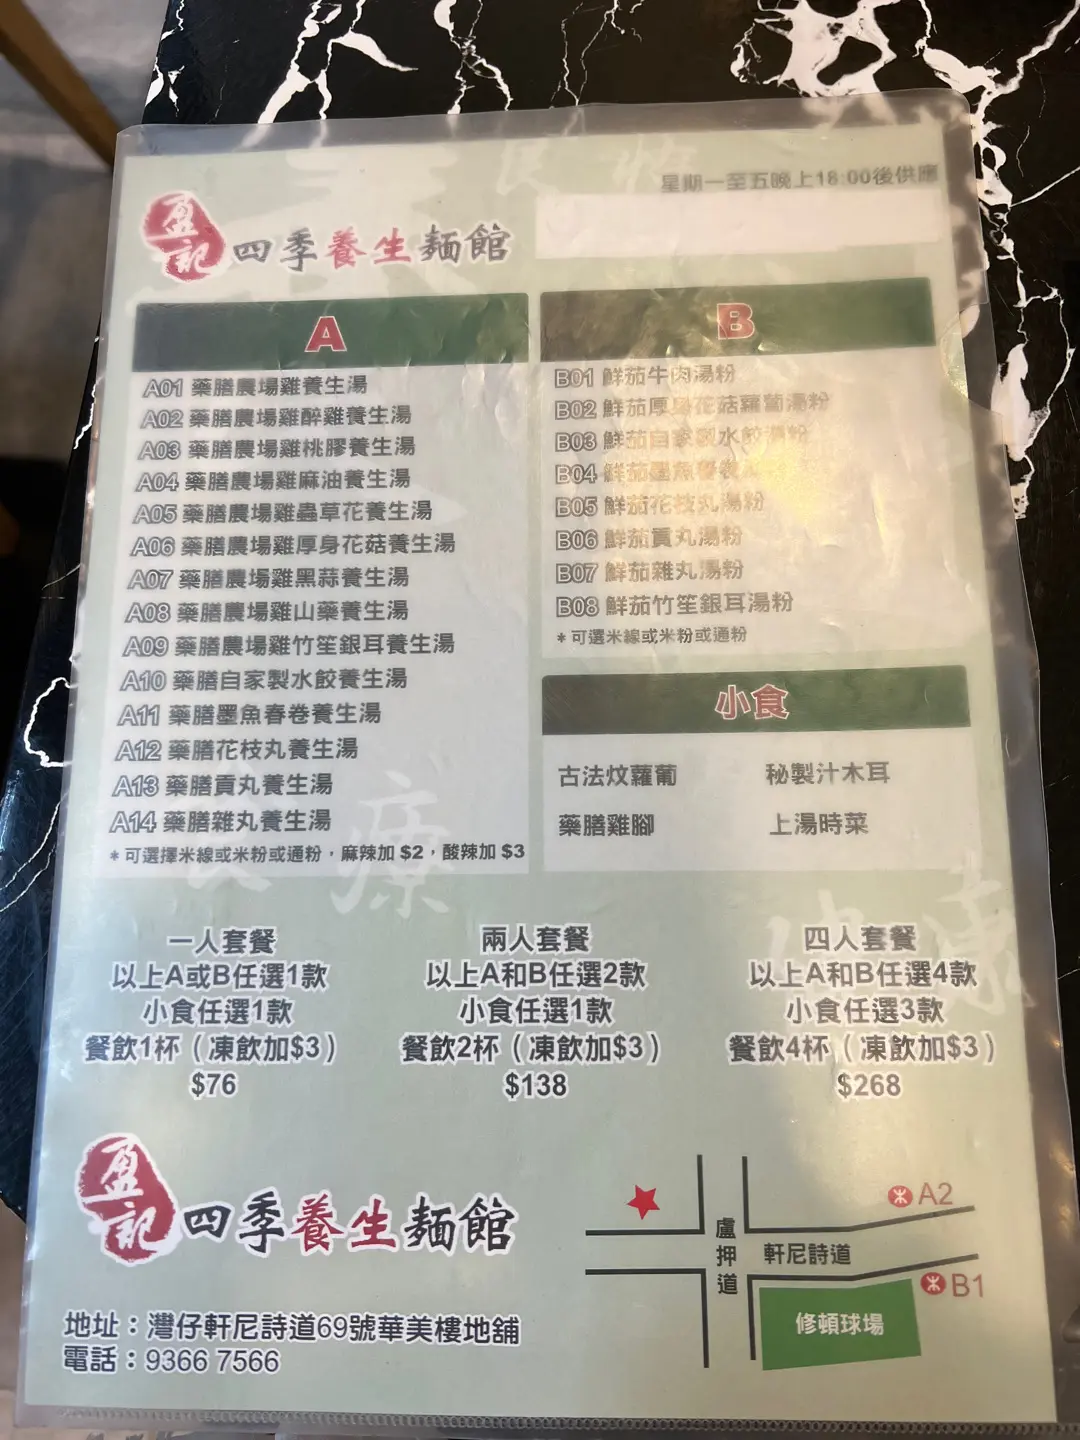 星期一至五晚上18:00後供應
盈記
四季養生麵館
A
A01 藥膳農場雞養生湯
A02 藥膳農場雞醉雞養生湯
A03 藥膳農場雞桃膠養生湯
A04 藥膳農場雞麻油養生湯
A05 藥膳農場雞蟲草花養生湯
A06 藥膳農場雞厚身花菇養生湯
A07 藥膳農場雞黑蒜養生湯
A08 藥膳農場雞山藥養生湯
A09 藥膳農場雞竹笙銀耳養生湯
A10 藥膳自家製水餃養生湯
A11 藥膳墨魚春卷養生湯
A12 藥膳花枝丸養生湯
A13 藥膳貢丸養生湯
A14 藥膳雜丸養生湯
*可選擇米線或米粉或通粉，麻辣加 $2，酸辣加 $3
B
B01 鮮茄牛肉湯粉
B02 鮮茄厚身花菇蘿蔔湯粉
B03 鮮茄自家製水餃湯粉
B04 鮮茄墨魚春卷
B05 鮮茄花枝丸湯粉
B06 鮮茄貢丸湯粉
B07 鮮茄雜丸湯粉
B08 鮮茄竹笙銀耳湯粉
*可選米線或米粉或通粉
小食
古法炆蘿蔔 秘製汁木耳
藥膳雞腳 上湯時菜
一人套餐
以上A或B任選1款
小食任選1款
餐飲1杯（凍飲加$3）
$76
兩人套餐
以上A和B任選2款
小食任選1款
餐飲2杯（凍飲加$3）
$138
四人套餐
以上A和B任選4款
小食任選3款
餐飲4杯（凍飲加$3）
$268
盈記
四季養生麵館
地址：灣仔軒尼詩道69號華美樓地舖
電話：9366 7566
A2
盧押道
軒尼詩道
B1
修頓球場